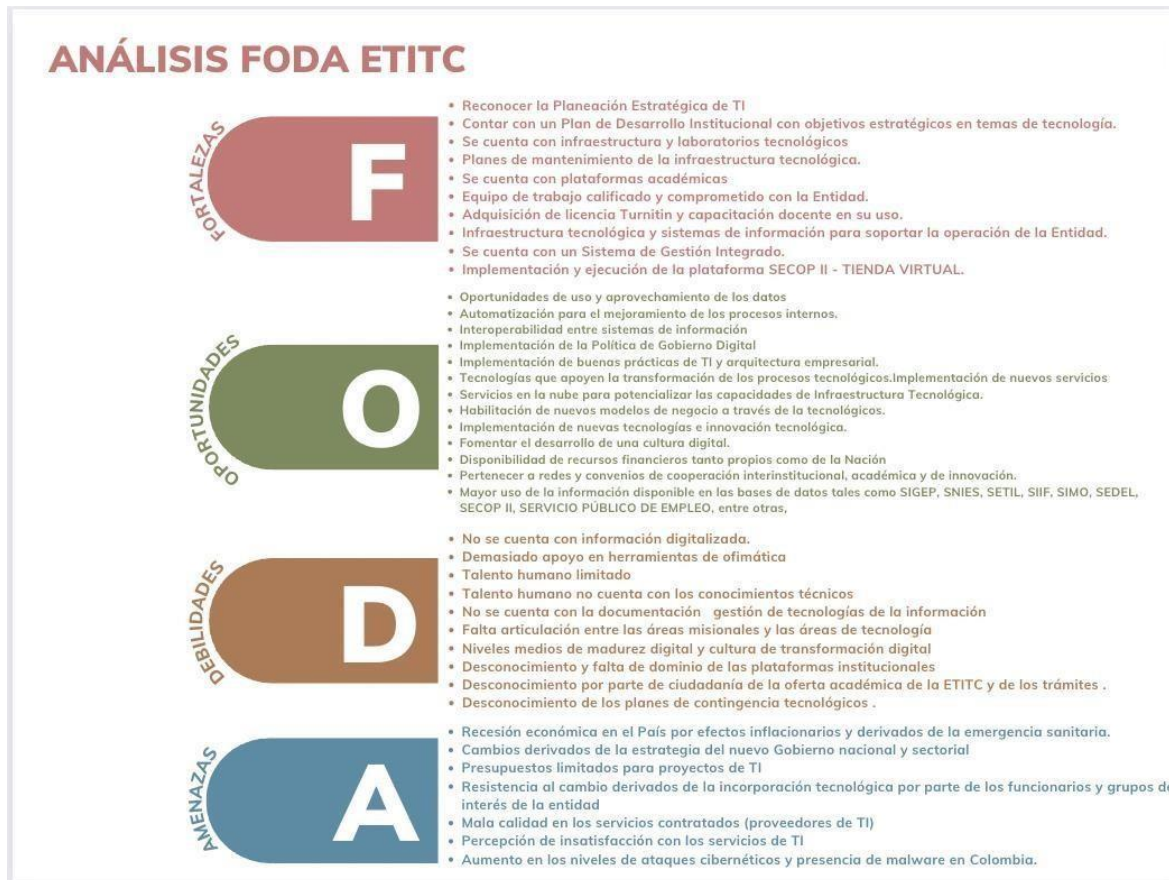 ANÁLISIS FODA ETITC
FORTALEZAS
F
• Reconocer la Planeación Estratégica de TI
• Contar con un Plan de Desarrollo Institucional con objetivos estratégicos en temas de tecnología.
• Se cuenta con infraestructura y laboratorios tecnológicos
• Planes de mantenimiento de la infraestructura tecnológica.
• Se cuenta con plataformas académicas
• Equipo de trabajo calificado y comprometido con la Entidad.
• Adquisición de licencia Turnitin y capacitación docente en su uso.
• Infraestructura tecnológica y sistemas de información para soportar la operación de la Entidad.
• Se cuenta con un Sistema de Gestión Integrado.
• Implementación y ejecución de la plataforma SECOP II - TIENDA VIRTUAL.
OPORTUNIDADES
O
• Oportunidades de uso y aprovechamiento de los datos
• Automatización para el mejoramiento de los procesos internos.
• Interoperabilidad entre sistemas de información
• Implementación de la Política de Gobierno Digital
• Implementación de buenas prácticas de TI y arquitectura empresarial.
• Tecnologías que apoyen la transformación de los procesos tecnológicos.Implementación de nuevos servicios
• Servicios en la nube para potencializar las capacidades de Infraestructura Tecnológica.
• Habilitación de nuevos modelos de negocio a través de la tecnológicos.
• Implementación de nuevas tecnologías e innovación tecnológica.
• Fomentar el desarrollo de una cultura digital.
• Disponibilidad de recursos financieros tanto propios como de la Nación
• Pertenecer a redes y convenios de cooperación interinstitucional, académica y de innovación.
• Mayor uso de la información disponible en las bases de datos tales como SIGEP, SNIES, SETIL, SIIF, SIMO, SEDEL,
SECOP II, SERVICIO PÚBLICO DE EMPLEO, entre otras,
DEBILIDADES
D
• No se cuenta con información digitalizada.
• Demasiado apoyo en herramientas de ofimática
• Talento humano limitado
• Talento humano no cuenta con los conocimientos técnicos
• No se cuenta con la documentación gestión de tecnologías de la información
• Falta articulación entre las áreas misionales y las áreas de tecnología
• Niveles medios de madurez digital y cultura de transformación digital
• Desconocimiento y falta de dominio de las plataformas institucionales
• Desconocimiento por parte de ciudadanía de la oferta académica de la ETITC y de los trámites .
• Desconocimiento de los planes de contingencia tecnológicos .
AMENAZAS
A
• Recesión económica en el País por efectos inflacionarios y derivados de la emergencia sanitaria.
• Cambios derivados de la estrategia del nuevo Gobierno nacional y sectorial
• Presupuestos limitados para proyectos de TI
• Resistencia al cambio derivados de la incorporación tecnológica por parte de los funcionarios y grupos de
interés de la entidad
• Mala calidad en los servicios contratados (proveedores de TI)
• Percepción de insatisfacción con los servicios de TI
• Aumento en los niveles de ataques cibernéticos y presencia de malware en Colombia.